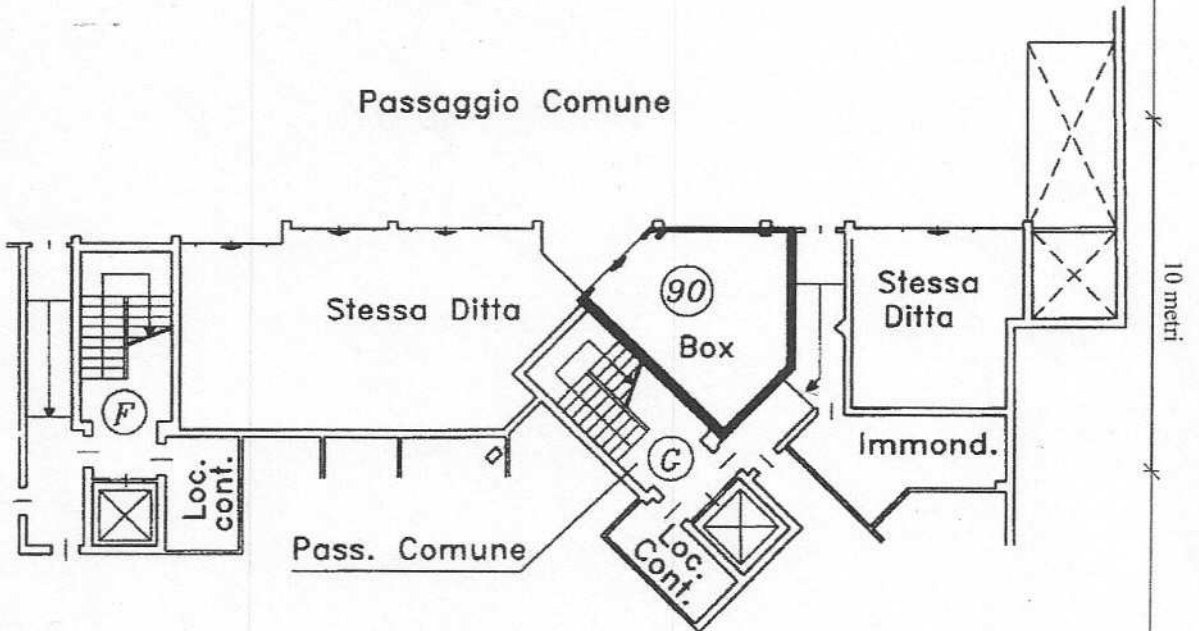 Passaggio Comune
Stessa Ditta
90
Box
Stessa
Ditta
10 metri
F
G
Immond.
Loc.
cont.
Pass. Comune
Loc.
Cont.